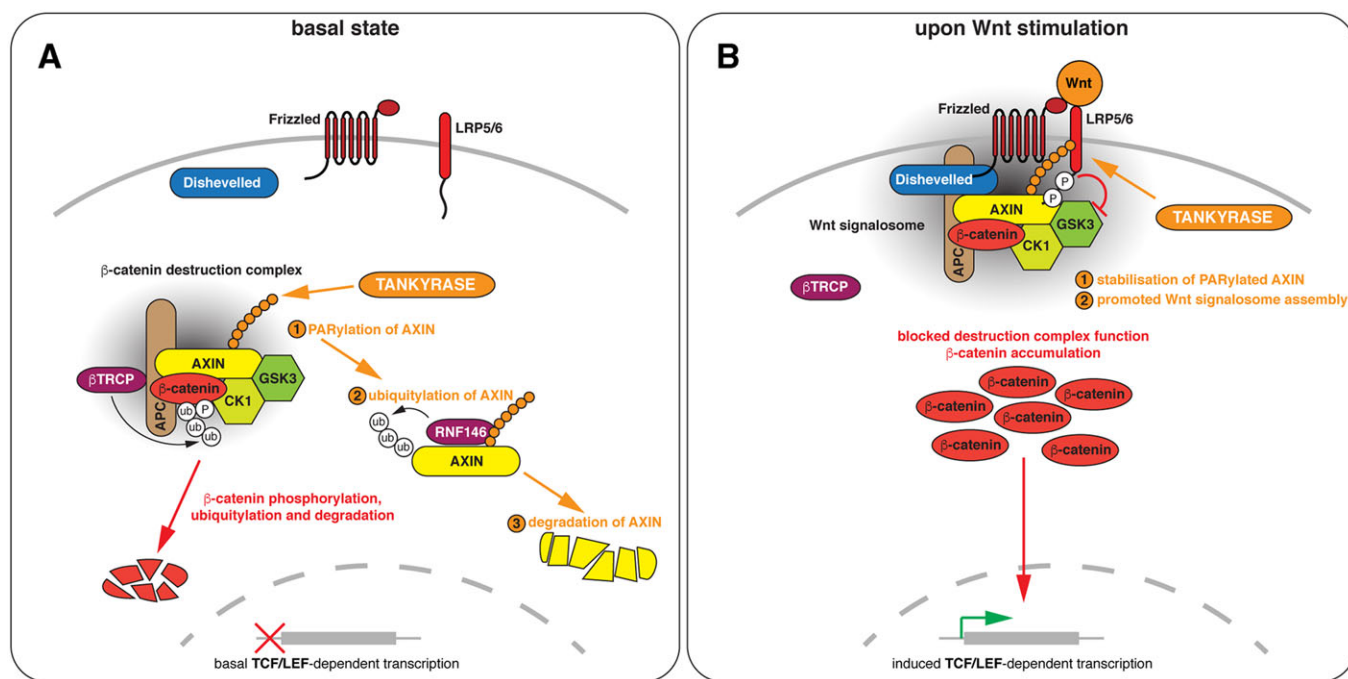 basal state
A
Frizzled
LRP5/6
Dishevelled
β-catenin destruction complex
TANKYRASE
1 PARylation of AXIN
AXIN
GSK3
βTRCP
β-catenin
CK1
APC
ub
P
ub
ub
2 ubiquitylation of AXIN
RNF146
ub
ub
ub
AXIN
β-catenin phosphorylation,
ubiquitylation and degradation
3 degradation of AXIN
basal TCF/LEF-dependent transcription
upon Wnt stimulation
B
Wnt
Frizzled
LRP5/6
Dishevelled
P
P
AXIN
GSK3
TANKYRASE
Wnt signalosome
β-catenin
CK1
APC
βTRCP
1 stabilisation of PARylated AXIN
2 promoted Wnt signalosome assembly
blocked destruction complex function
β-catenin accumulation
β-catenin
β-catenin
β-catenin
β-catenin
β-catenin
β-catenin
induced TCF/LEF-dependent transcription